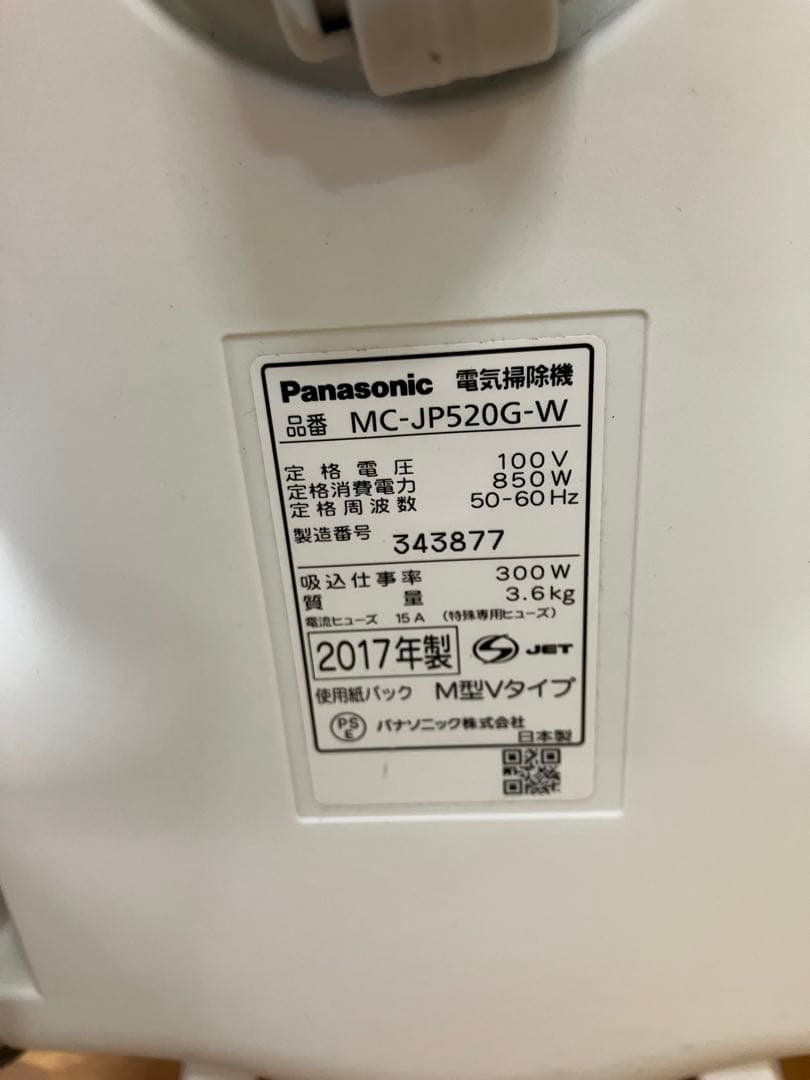 Panasonic 電気掃除機
品番 MC-JP520G-W
定格電圧 100V
定格消費電力 850W
定格周波数 50-60Hz
製造番号 343877
吸込仕事率 300W
質量 3.6kg
電流ヒューズ 15A (特殊専用ヒューズ)
2017年製 S JET
使用紙パック M型Vタイプ
PSE パナソニック株式会社
日本製